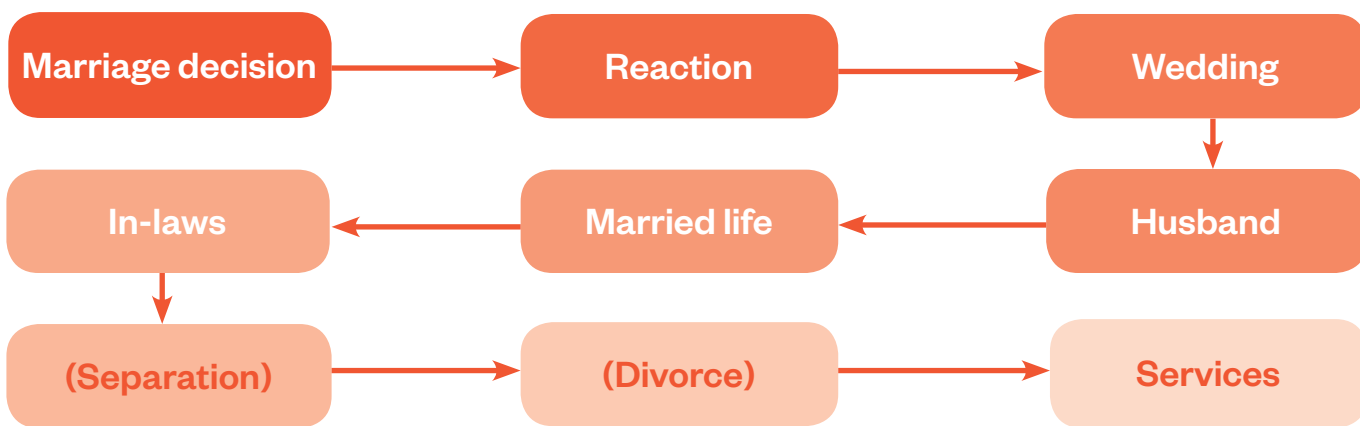 Marriage decision
Reaction
Wedding
Husband
Married life
In-laws
(Separation)
(Divorce)
Services